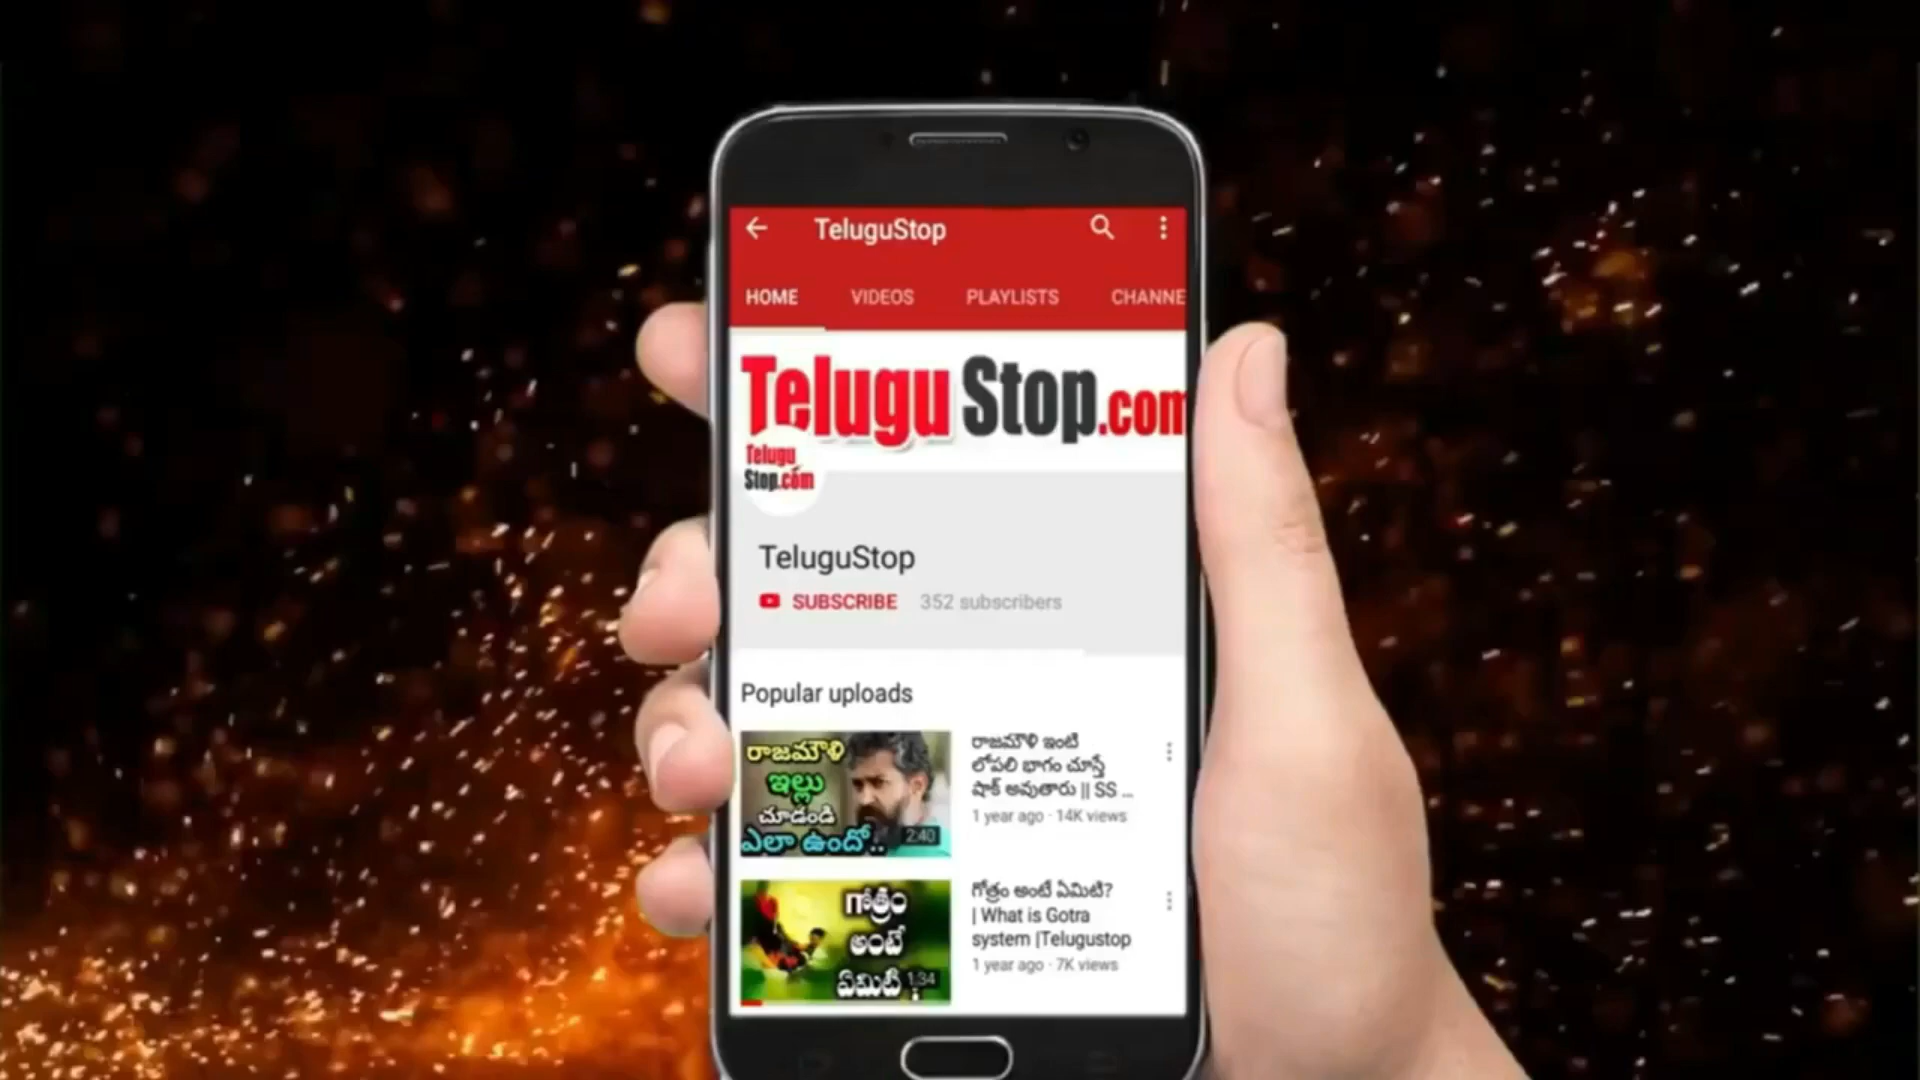 TeluguStop
HOME VIDEOS PLAYLISTS CHANNE
Telugu Stop.com
Telugu
Stop.com
TeluguStop
SUBSCRIBE 352 subscribers
Popular uploads
రాజమౌళి
ఇల్లు
చూడండి
ఎలా ఉందో..
2:40
రాజమౌళి ఇంటి
లోపలి భాగం చూస్తే
షాక్ అవుతారు || SS ...
1 year ago · 14K views
గోత్రం
అంటే
ఏమిటి ?
1:34
గోత్రం అంటే ఏమిటి?
| What is Gotra
system |Telugustop
1 year ago · 7K views